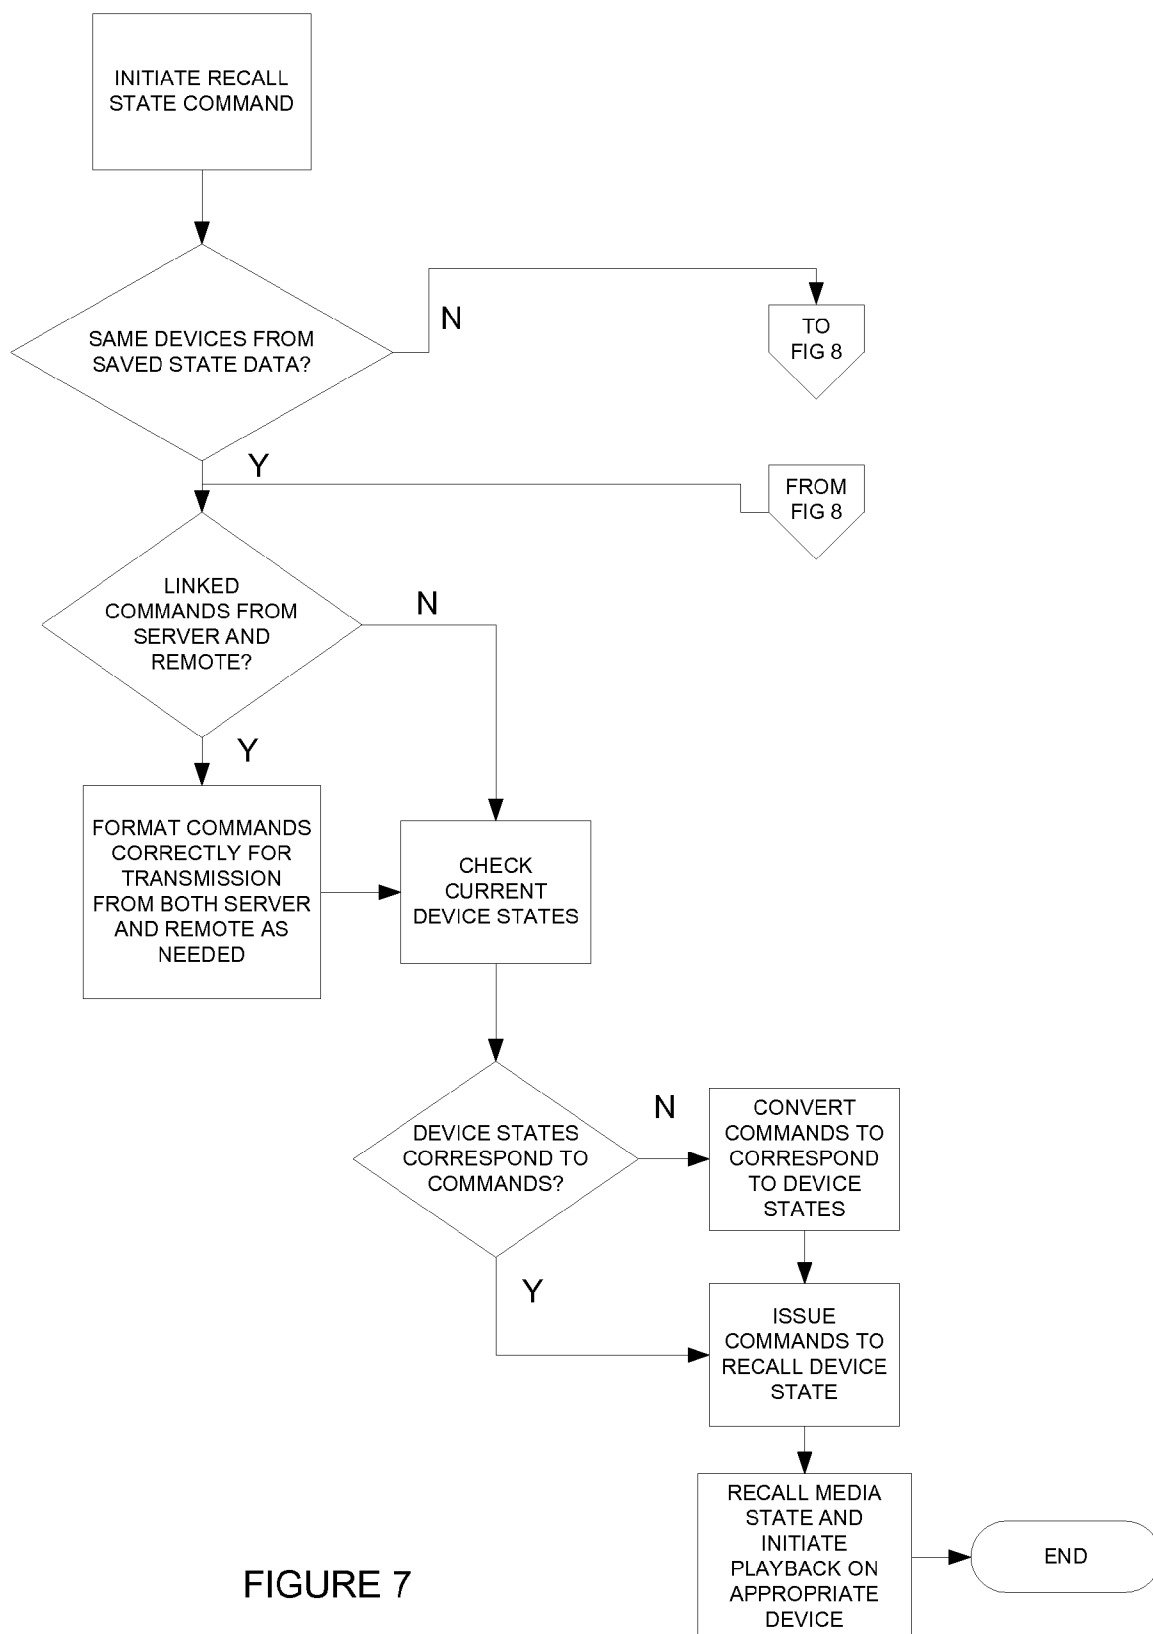 INITIATE RECALL
STATE COMMAND
SAME DEVICES FROM
SAVED STATE DATA?
N
TO
FIG 8
Y
FROM
FIG 8
LINKED
COMMANDS FROM
SERVER AND
REMOTE?
N
Y
FORMAT COMMANDS
CORRECTLY FOR
TRANSMISSION
FROM BOTH SERVER
AND REMOTE AS
NEEDED
CHECK
CURRENT
DEVICE STATES
DEVICE STATES
CORRESPOND TO
COMMANDS?
N
CONVERT
COMMANDS TO
CORRESPOND
TO DEVICE
STATES
Y
ISSUE
COMMANDS TO
RECALL DEVICE
STATE
RECALL MEDIA
STATE AND
INITIATE
PLAYBACK ON
APPROPRIATE
DEVICE
END
FIGURE 7